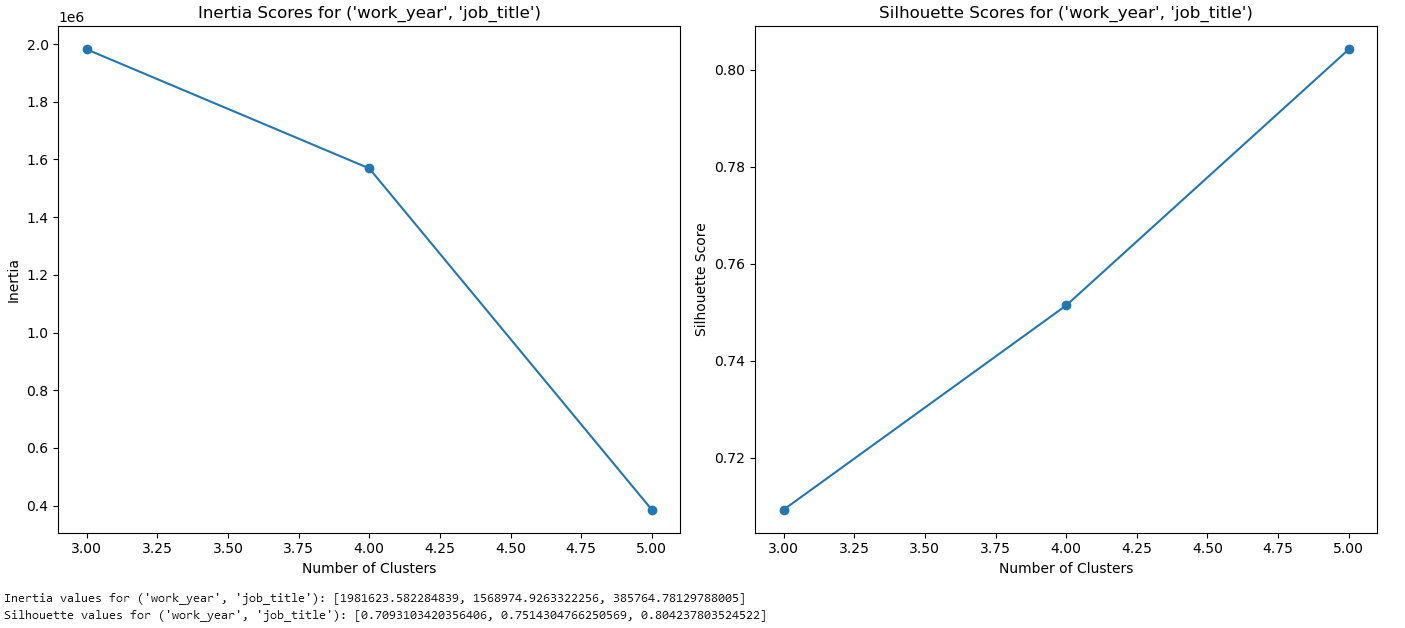 Inertia Scores for ('work_year', 'job_title')
1e6
2.0
1.8
1.6
1.4
1.2
1.0
0.8
0.6
0.4
Inertia
3.00 3.25 3.50 3.75 4.00 4.25 4.50 4.75 5.00
Number of Clusters
Silhouette Scores for ('work_year', 'job_title')
0.80
0.78
0.76
0.74
0.72
Silhouette Score
3.00 3.25 3.50 3.75 4.00 4.25 4.50 4.75 5.00
Number of Clusters
Inertia values for ('work_year', 'job_title'): [1981623.582284839, 1568974.9263322256, 385764.78129788005]
Silhouette values for ('work_year', 'job_title'): [0.7093103420356406, 0.7514304766250569, 0.804237803524522]